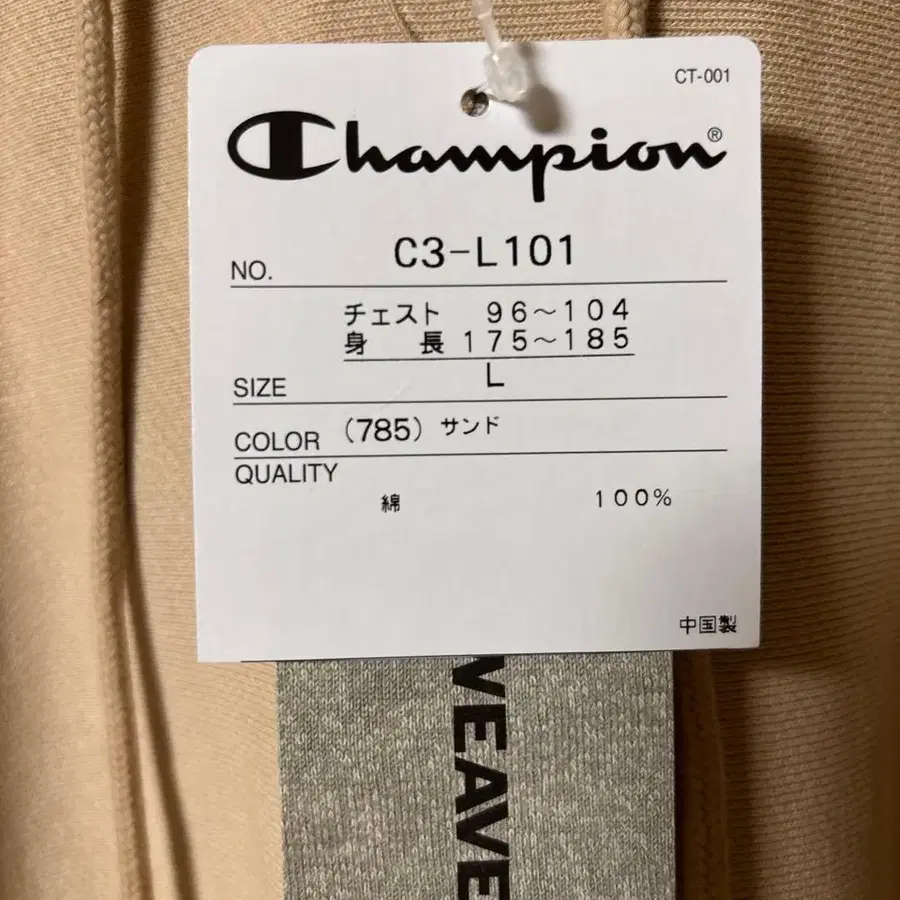 CT-001
Champion®
NO. C3-L101
チェスト 96～104
身 長 175～185
SIZE L
COLOR (785) サンド
QUALITY
綿 100%
中国製
WEAVE